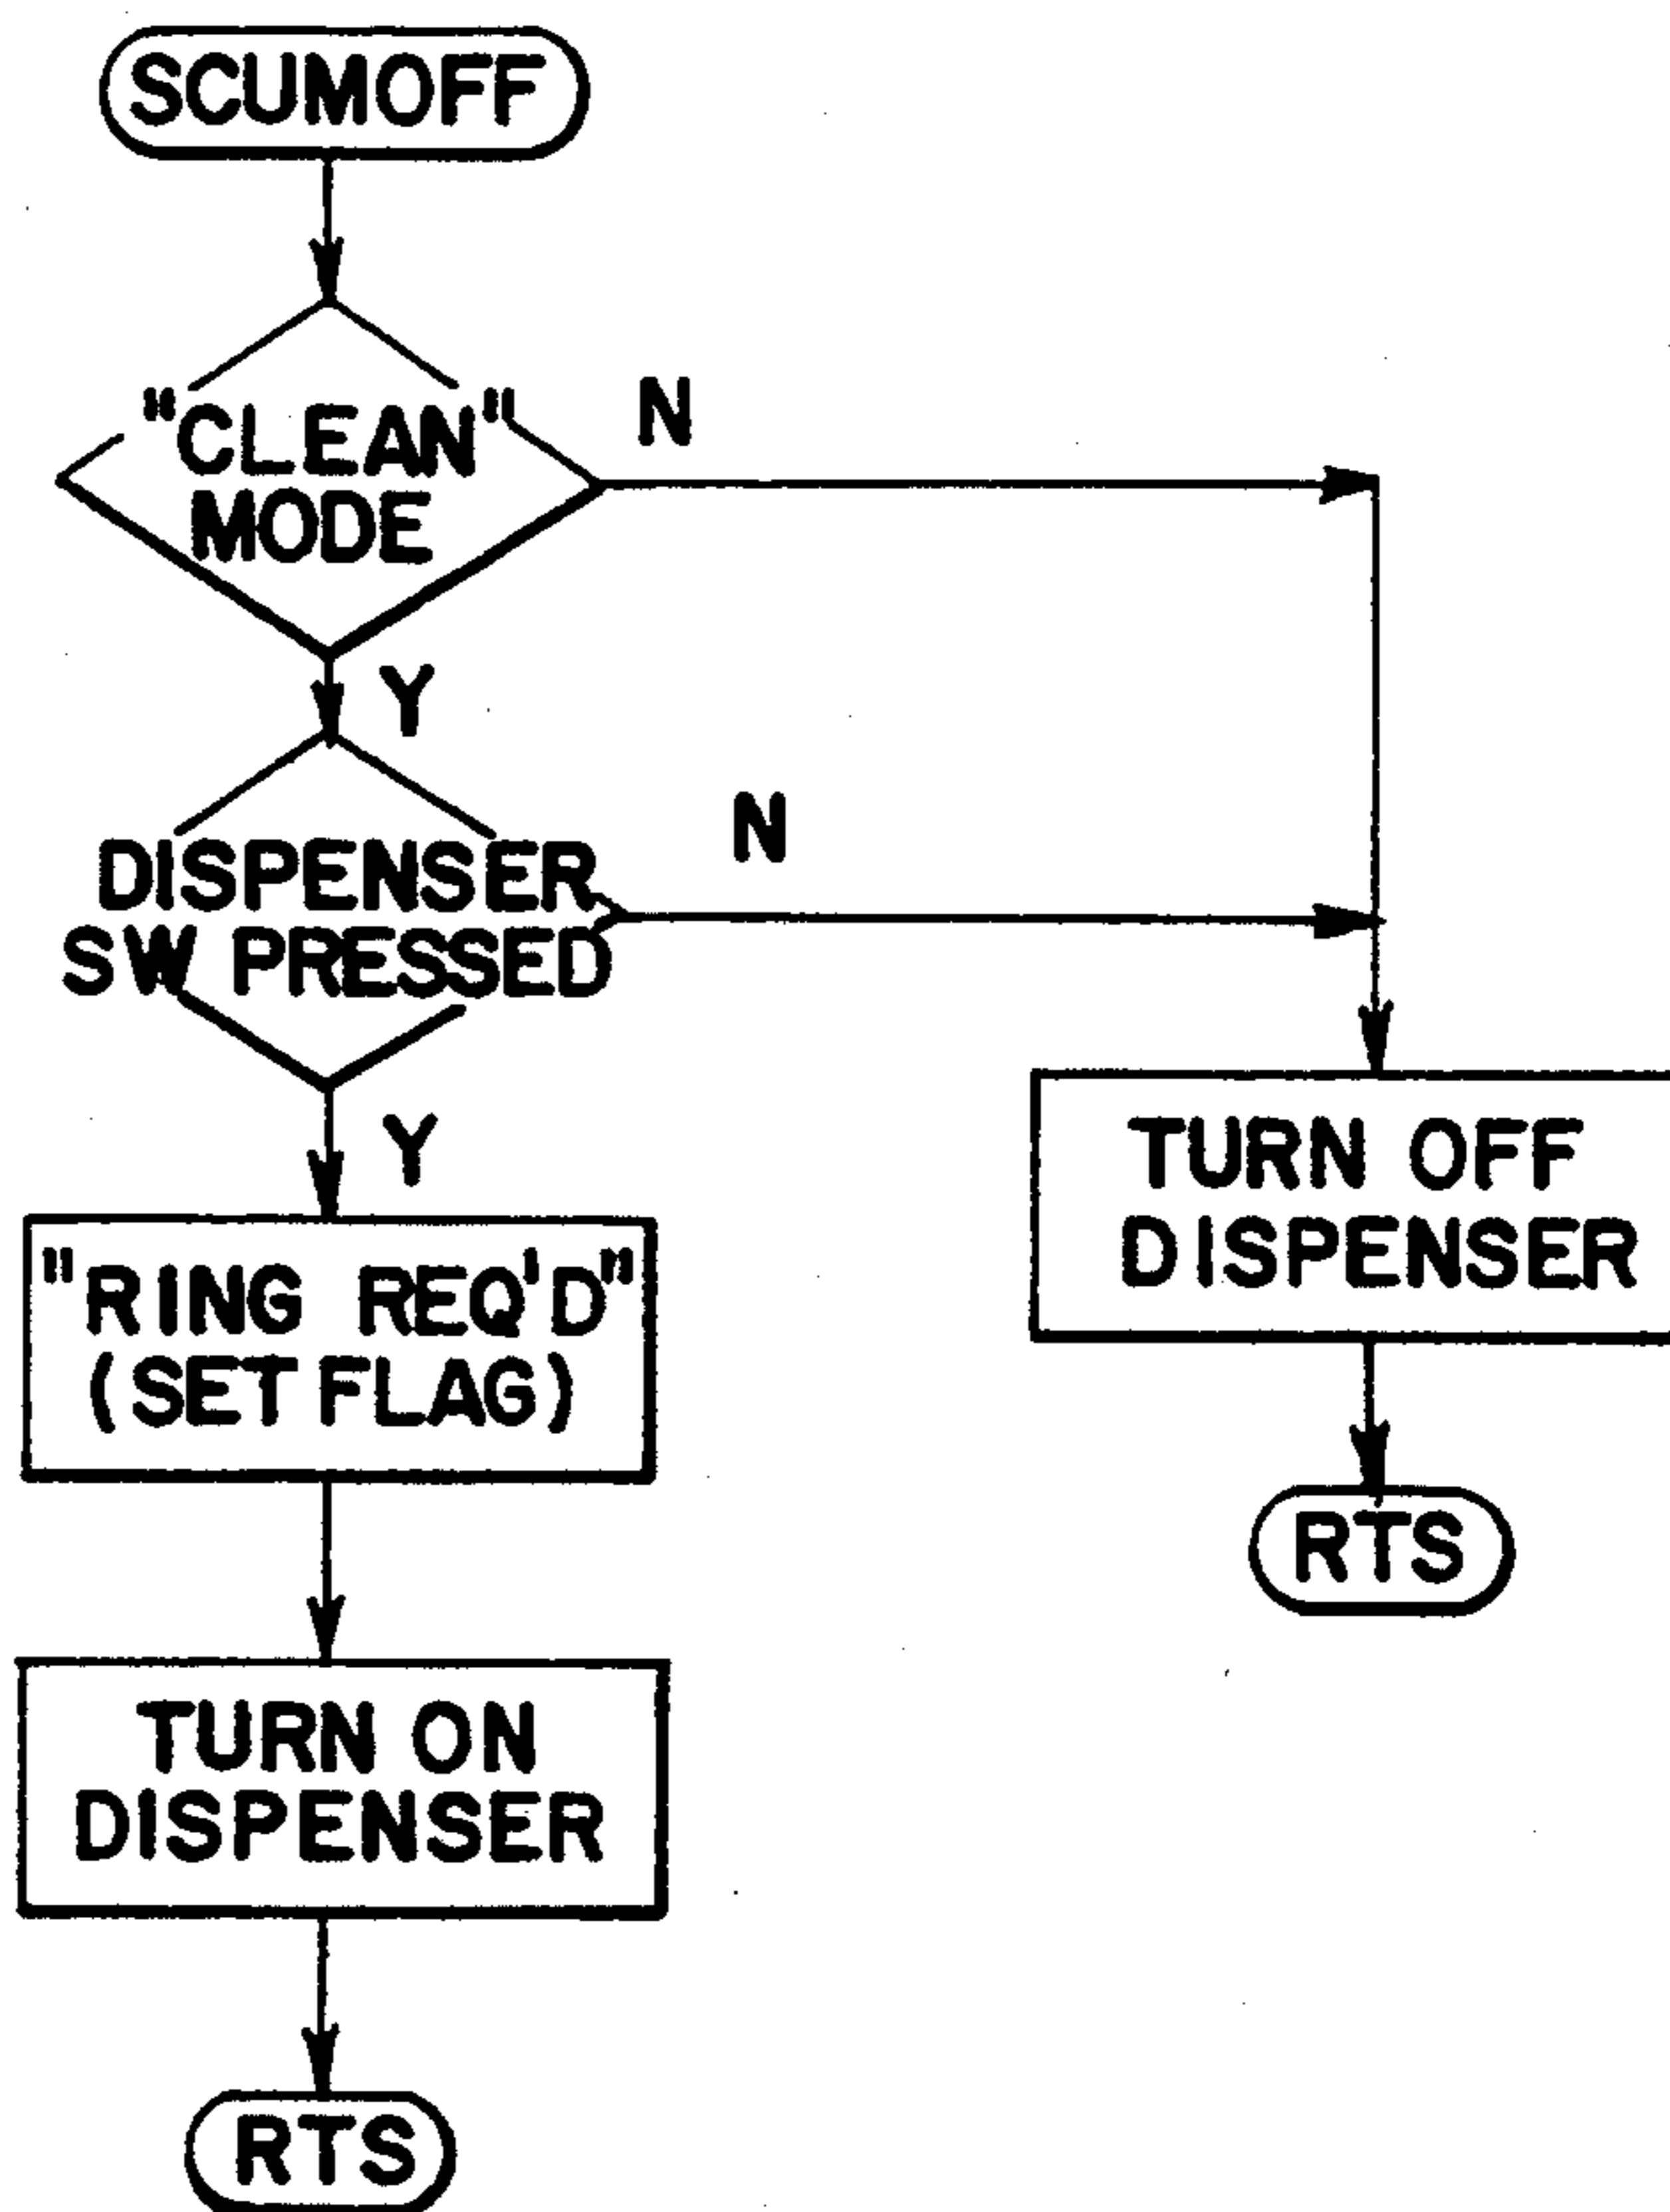 SCUMOFF
"CLEAN"
MODE
N
Y
DISPENSER
SW PRESSED
N
Y
"RING REQ'D"
(SET FLAG)
TURN OFF
DISPENSER
RTS
TURN ON
DISPENSER
RTS